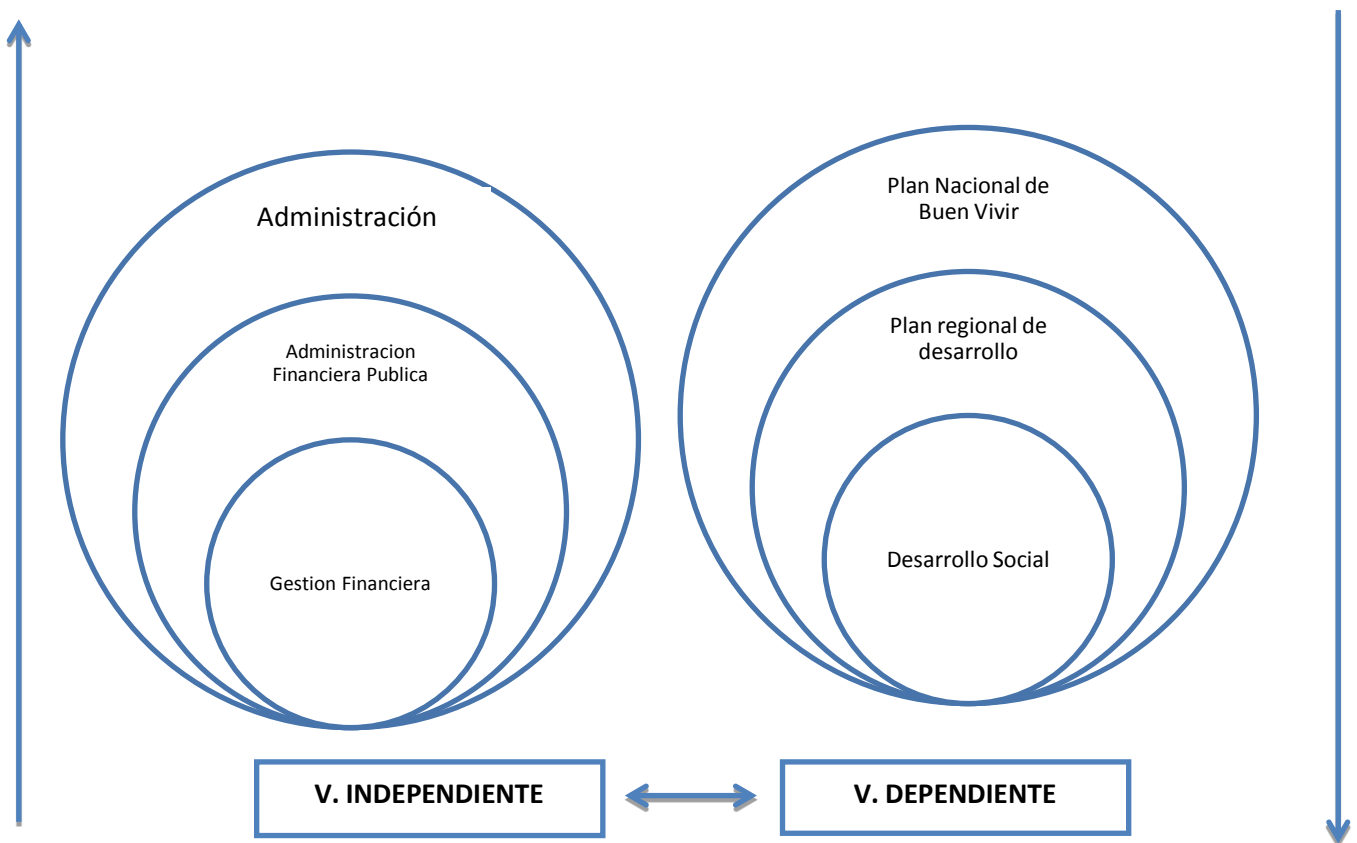 Administración
Administracion
Financiera Publica
Gestion Financiera
Plan Nacional de
Buen Vivir
Plan regional de
desarrollo
Desarrollo Social
V. INDEPENDIENTE
V. DEPENDIENTE